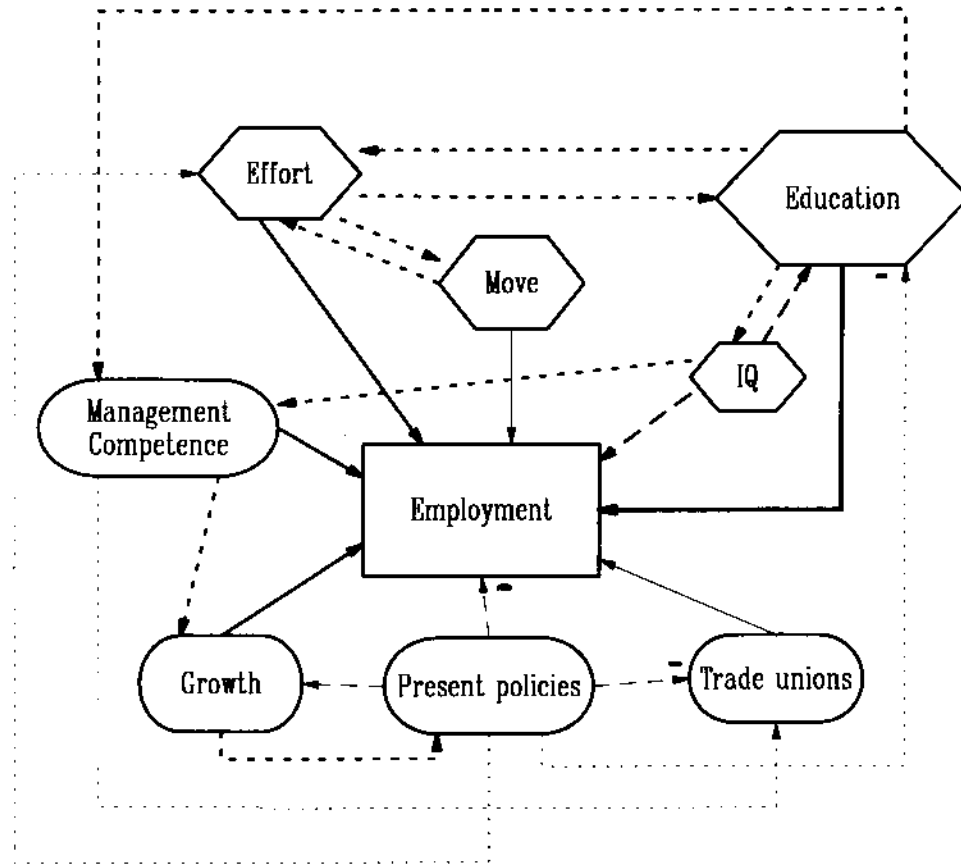 Effort
Education
Move
IQ
Management
Competence
Employment
Growth
Present policies
Trade unions
-
-
-